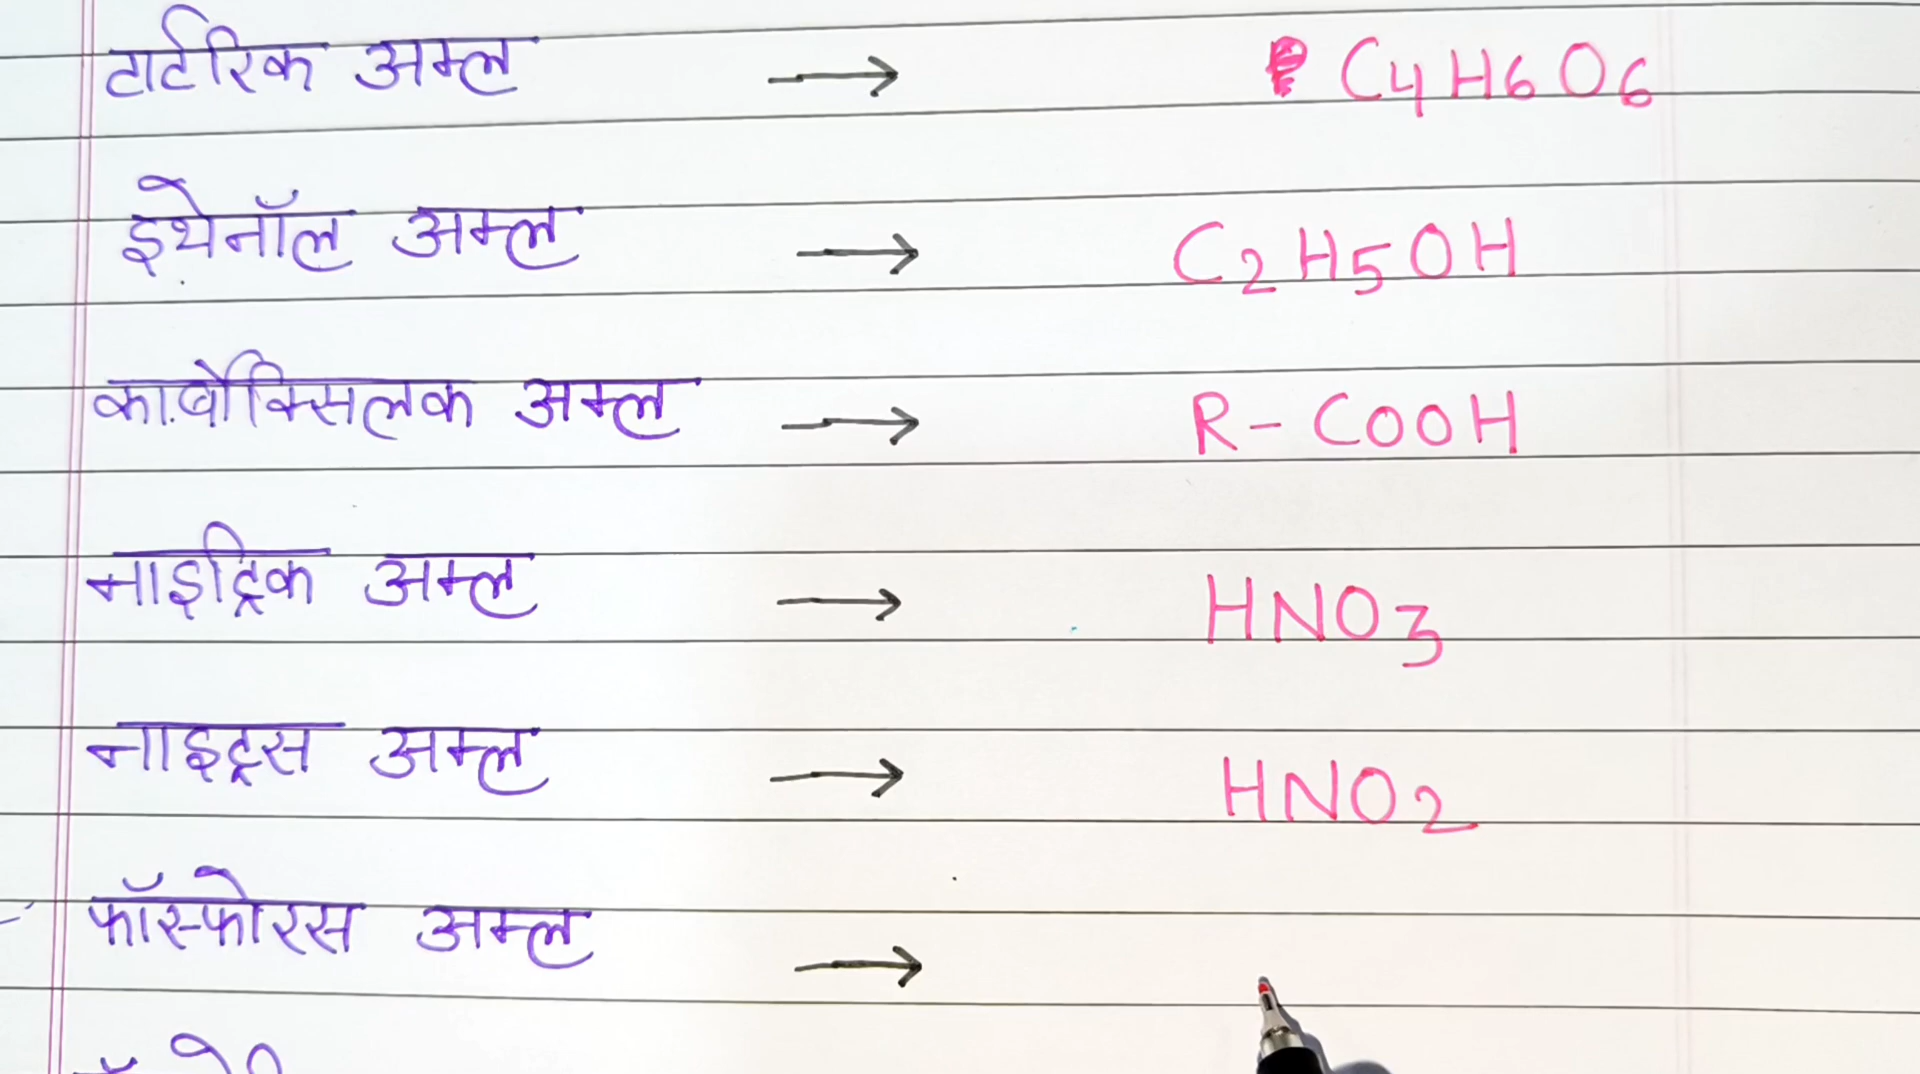 टार्टरिक अम्ल → C4H6O6
इथेनॉल अम्ल → C2H5OH
कार्बोक्सिलक अम्ल → R-COOH
नाइट्रिक अम्ल → HNO3
नाइट्रस अम्ल → HNO2
फॉस्फोरस अम्ल →